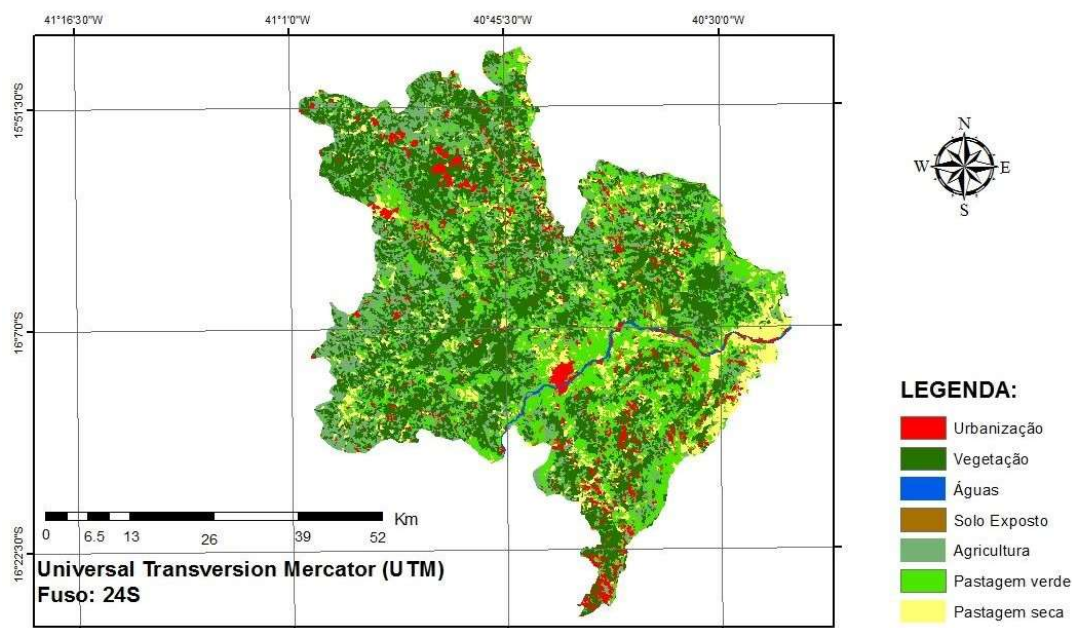 41°16'30"W 41°1'0"W 40°45'30"W 40°30'0"W
15°51'30"S
16°7'0"S
16°22'30"S
N
W E
S
Km
0 6.5 13 26 39 52
Universal Transversion Mercator (UTM)
Fuso: 24S
LEGENDA:
Urbanização
Vegetação
Águas
Solo Exposto
Agricultura
Pastagem verde
Pastagem seca